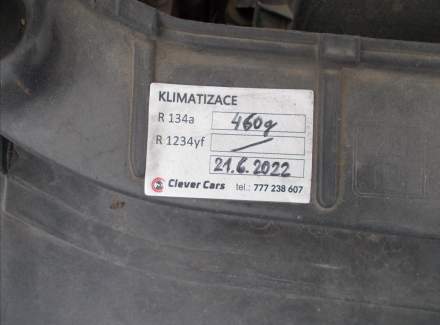 KLIMATIZACE
R 134a 460g
R 1234yf —
21.6.2022
Clever Cars tel.: 777 238 607